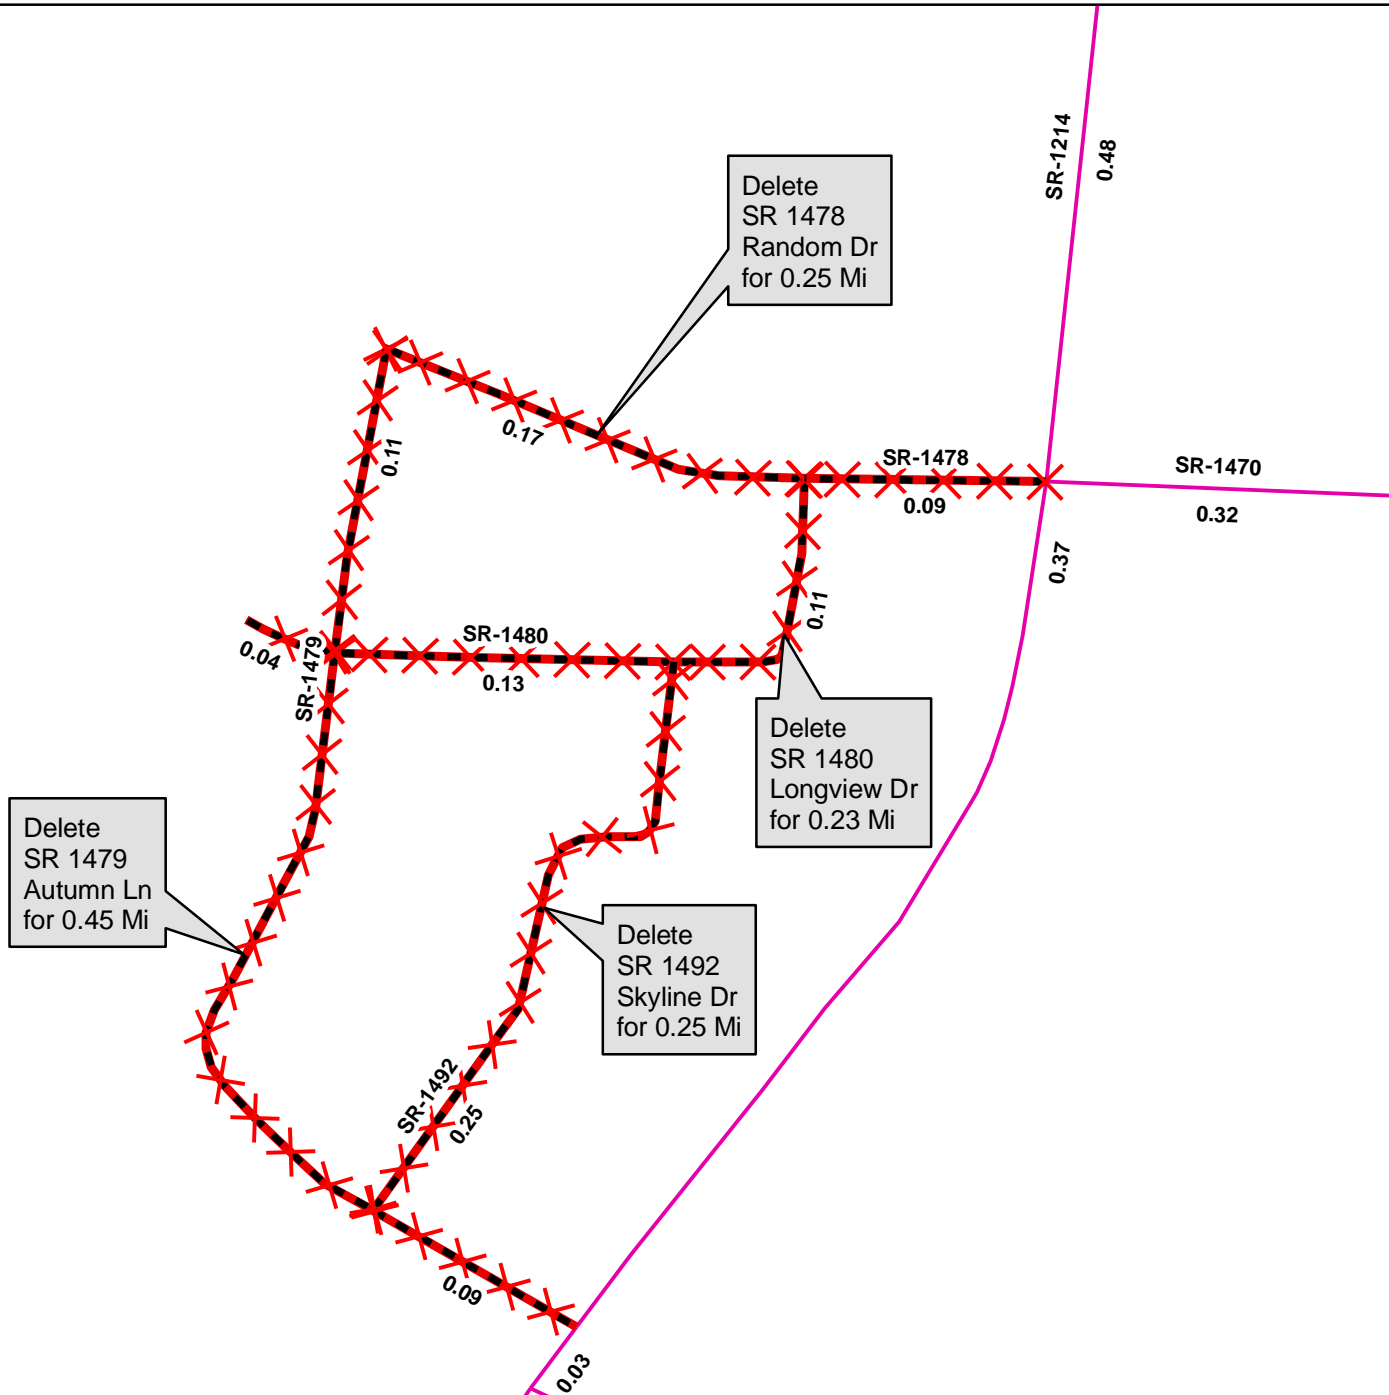 SR-1214
0.48
Delete
SR 1478
Random Dr
for 0.25 Mi
0.17
0.11
SR-1478
0.09
SR-1470
0.32
0.37
0.11
SR-1480
0.13
0.04
SR-1479
Delete
SR 1480
Longview Dr
for 0.23 Mi
Delete
SR 1479
Autumn Ln
for 0.45 Mi
Delete
SR 1492
Skyline Dr
for 0.25 Mi
SR-1492
0.25
0.09
0.03